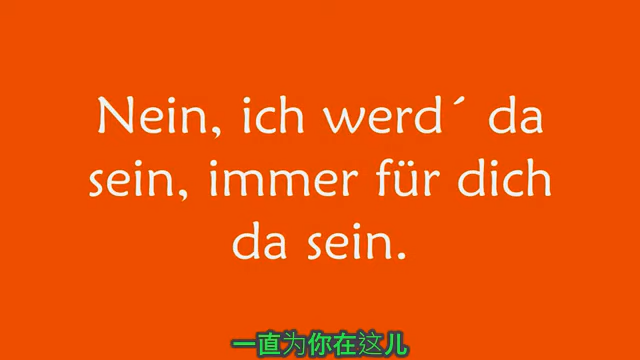 Nein, ich werd´ da
sein, immer für dich
da sein.
一直为你在这儿